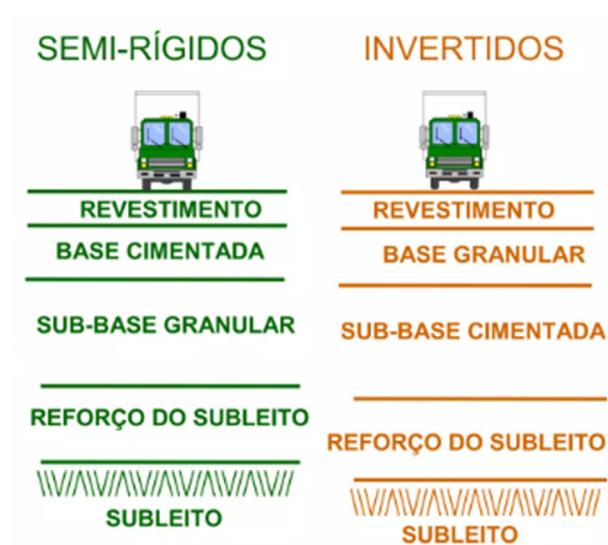 SEMI-RÍGIDOS
REVESTIMENTO
BASE CIMENTADA
SUB-BASE GRANULAR
REFORÇO DO SUBLEITO
SUBLEITO
INVERTIDOS
REVESTIMENTO
BASE GRANULAR
SUB-BASE CIMENTADA
REFORÇO DO SUBLEITO
SUBLEITO